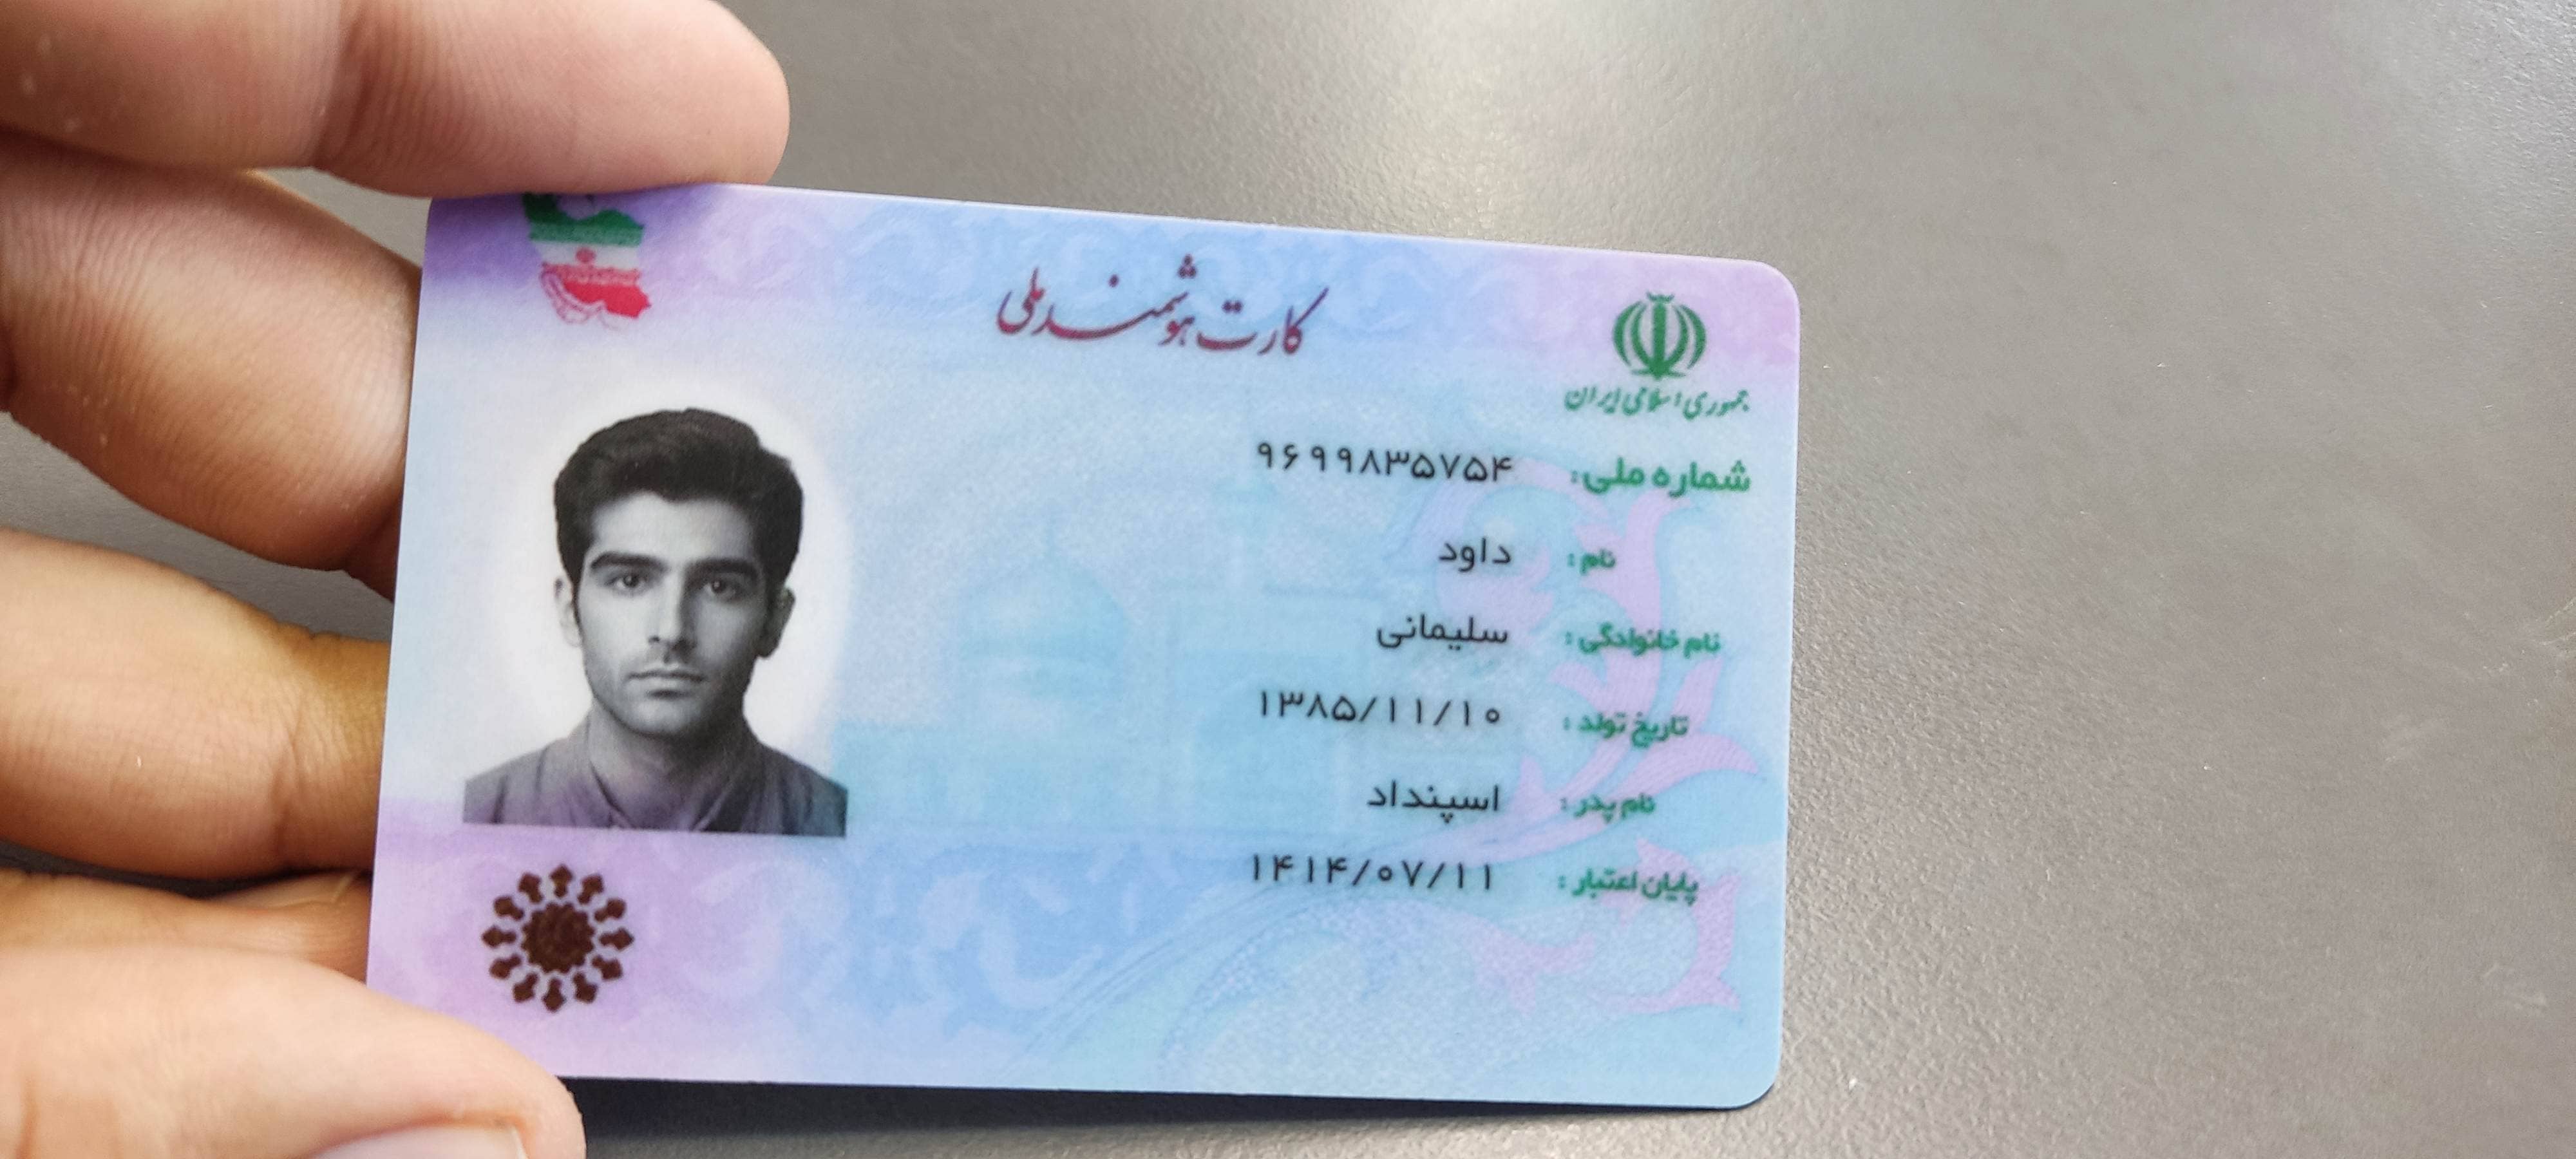 کارت هوشمند ملی
جمهوری اسلامی ایران
شماره ملی: ۹۶۹۹۸۳۵۷۵۴
نام : داود
نام خانوادگی : سلیمانی
تاریخ تولد : ۱۳۸۵/۱۱/۱۰
نام پدر : اسپنداد
پایان اعتبار : ۱۴۱۴/۰۷/۱۱